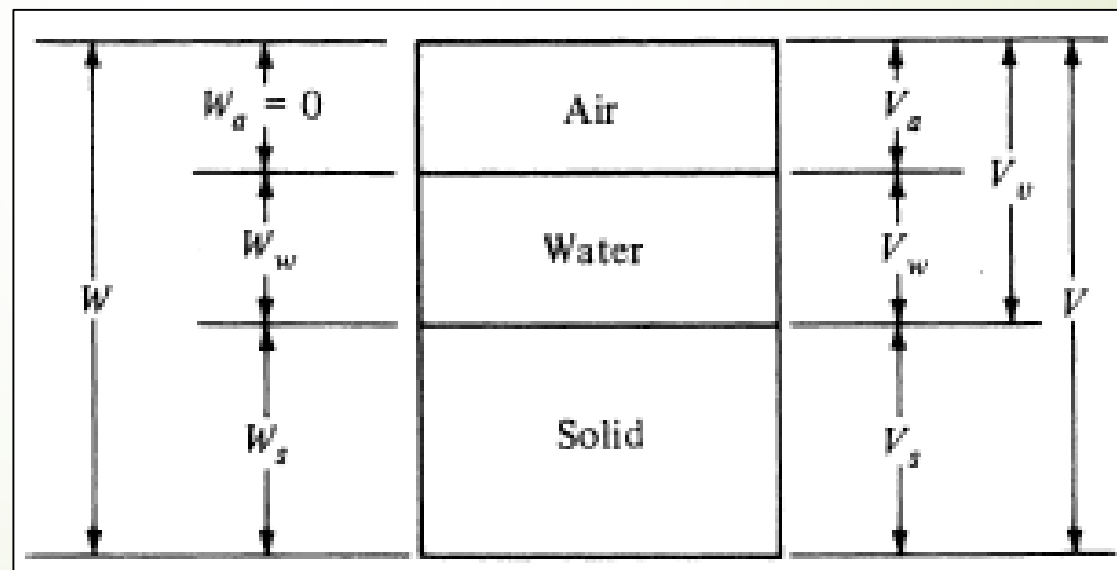 W_a = 0
Air
V_a
V_v
W_w
Water
V_w
W
V
W_s
Solid
V_s